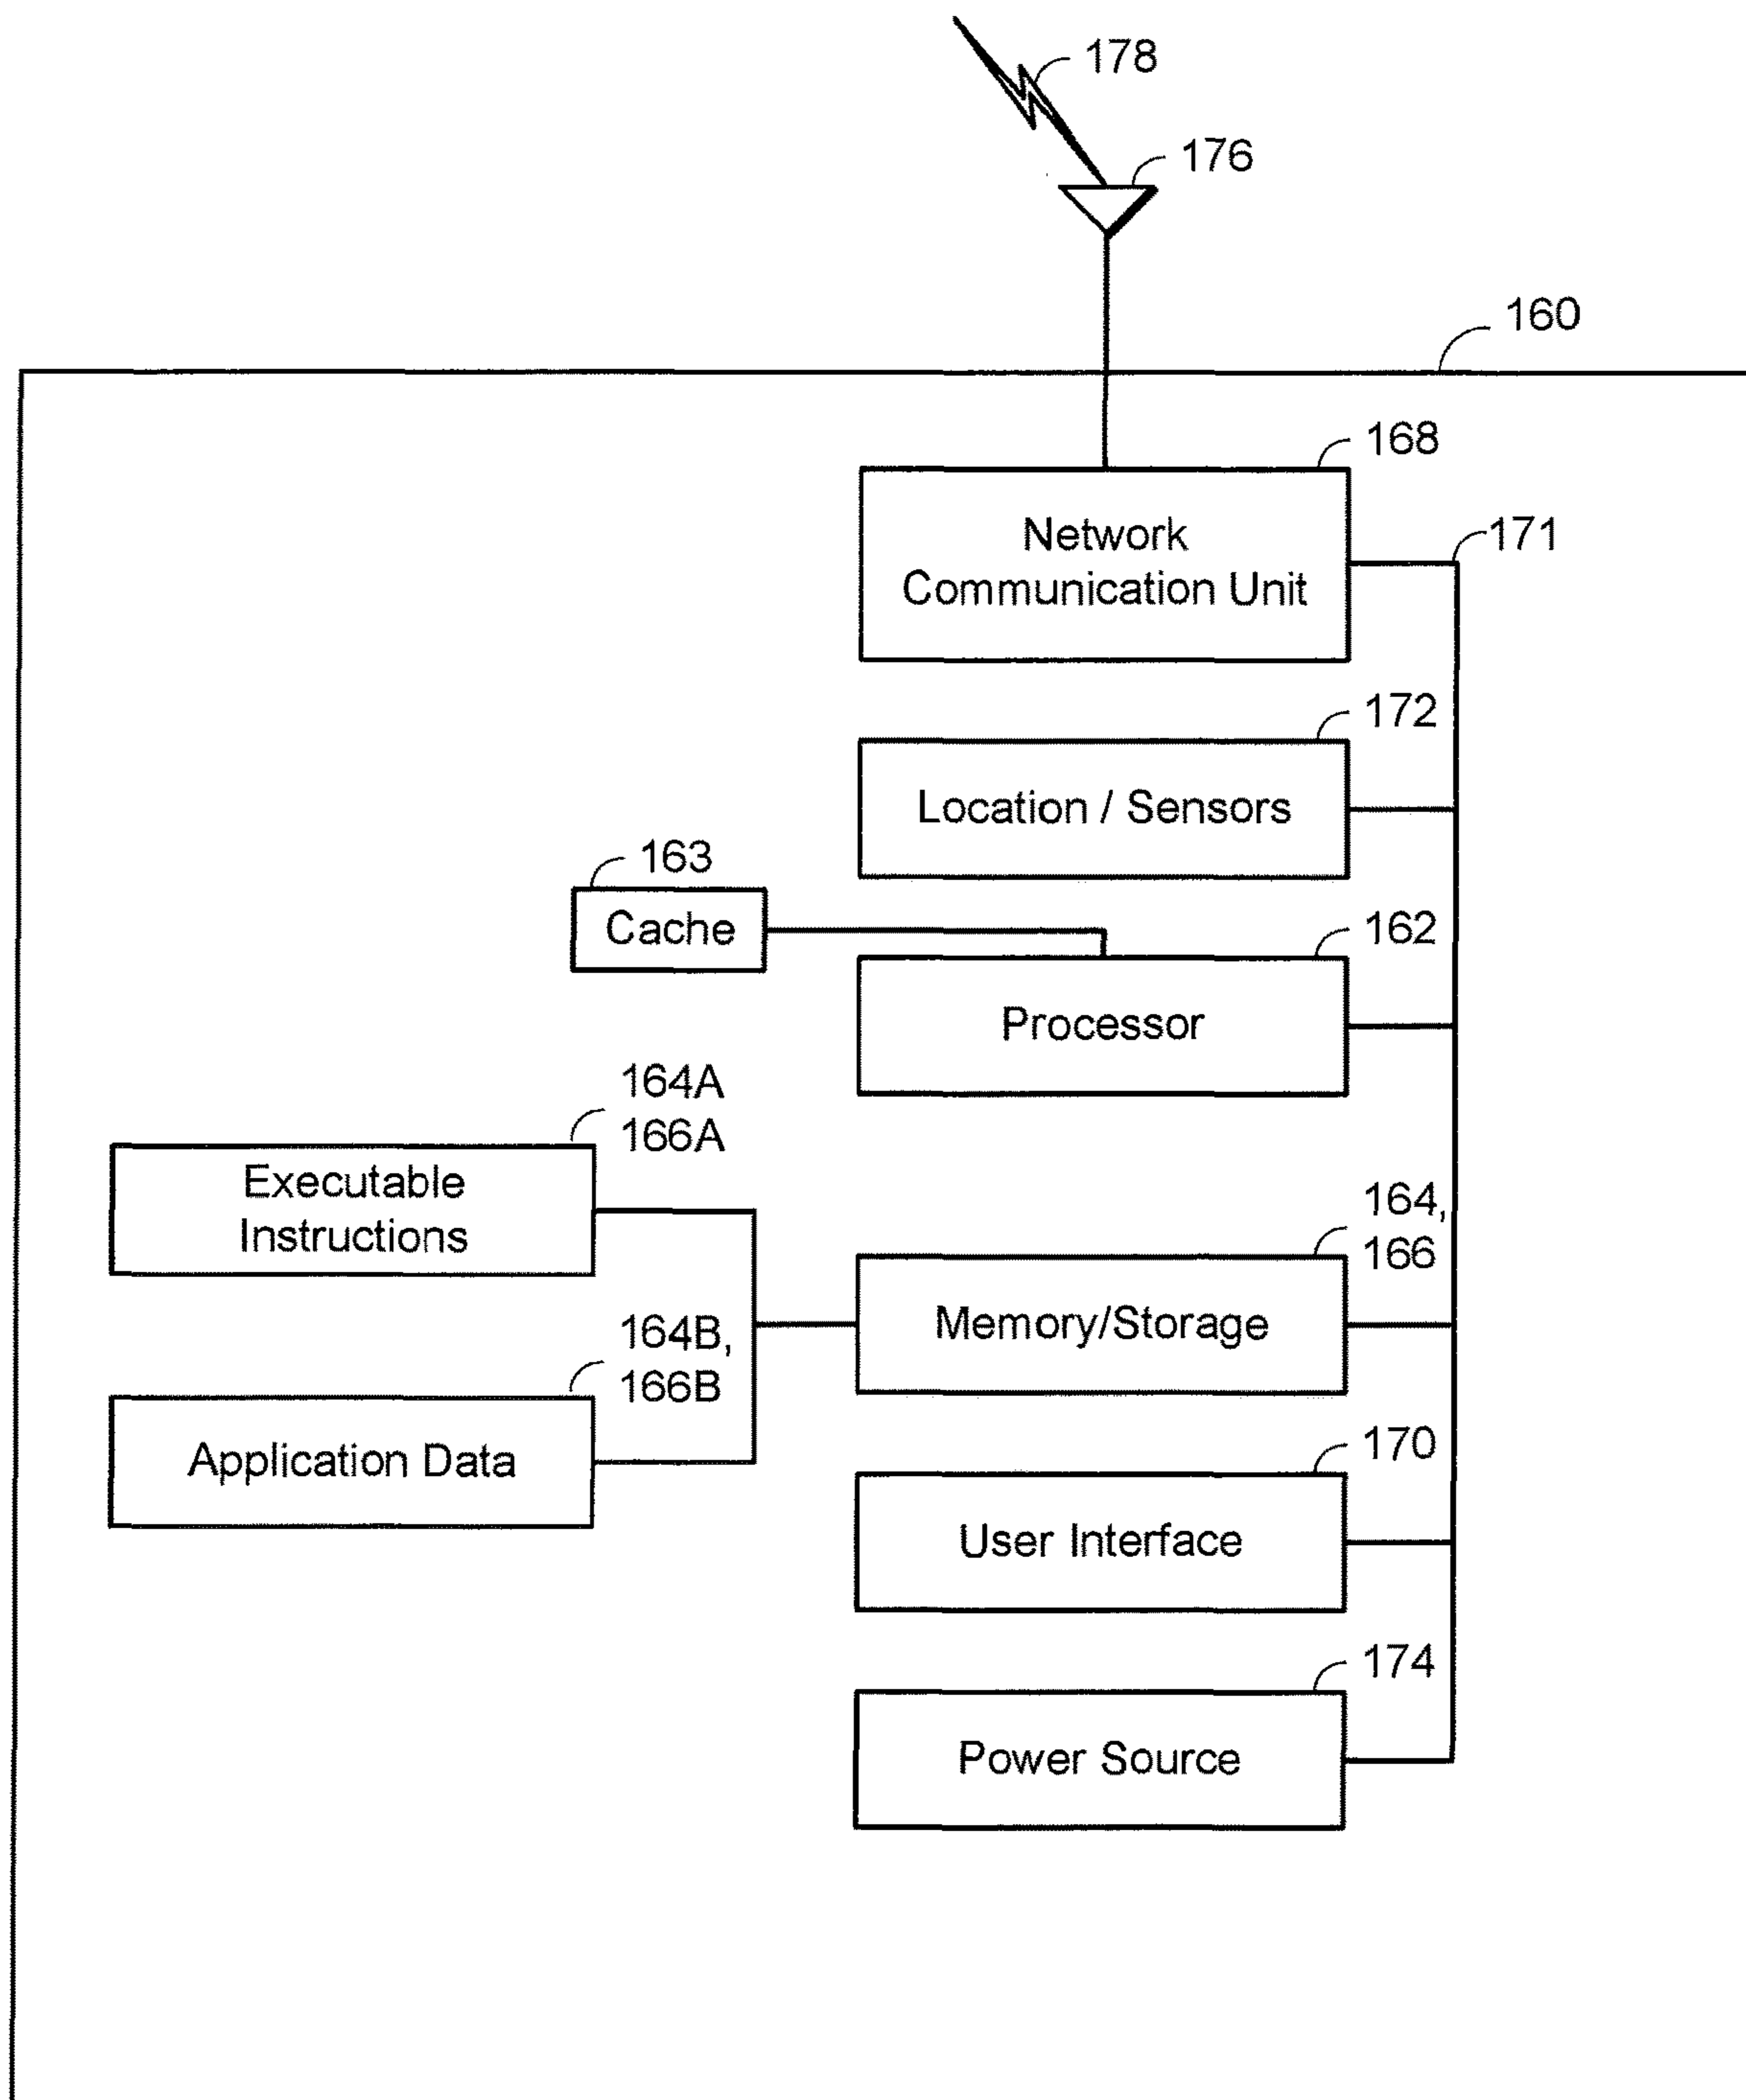 178
176
160
168
Network
Communication Unit
171
172
Location / Sensors
163
Cache
162
Processor
164A
166A
Executable
Instructions
164,
166
Memory/Storage
164B,
166B
Application Data
170
User Interface
174
Power Source